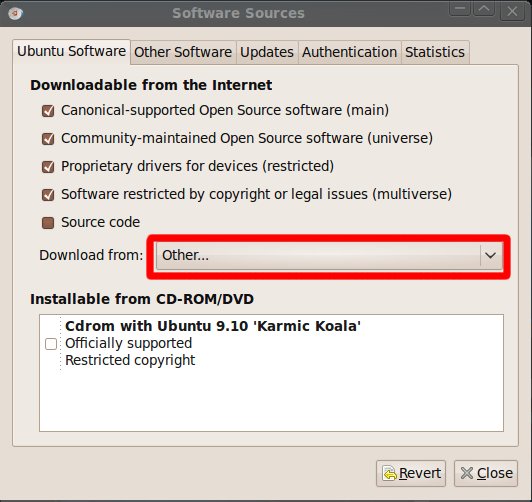 Software Sources
Ubuntu Software Other Software Updates Authentication Statistics
Downloadable from the Internet
Canonical-supported Open Source software (main)
Community-maintained Open Source software (universe)
Proprietary drivers for devices (restricted)
Software restricted by copyright or legal issues (multiverse)
Source code
Download from: Other...
Installable from CD-ROM/DVD
Cdrom with Ubuntu 9.10 'Karmic Koala'
Officially supported
Restricted copyright
Revert Close